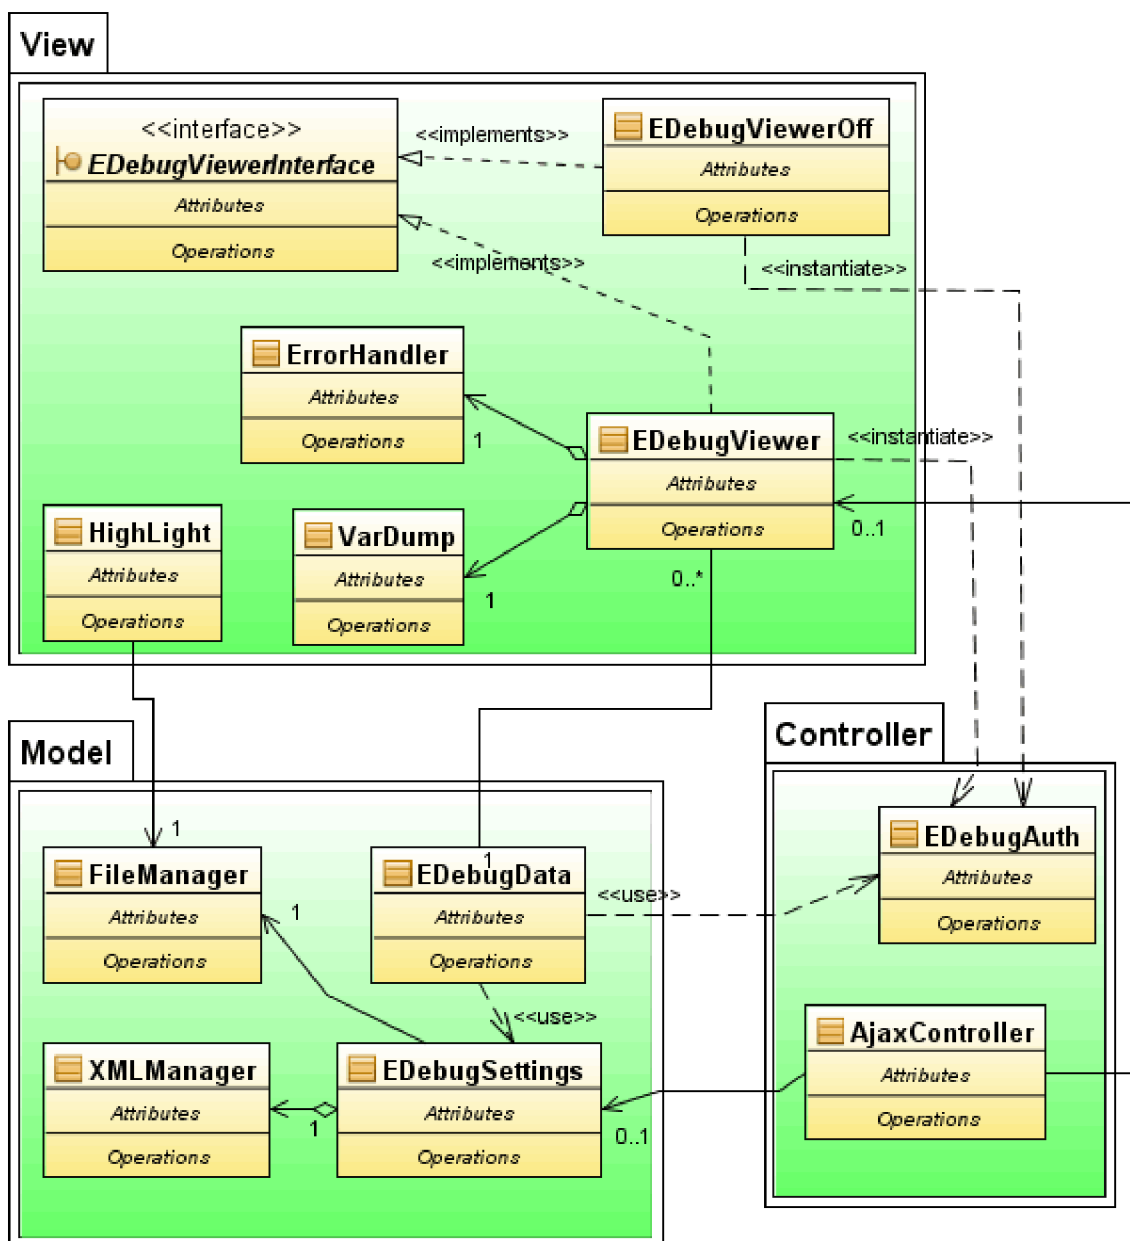 View
<<interface>>
EDebugViewerInterface
Attributes
Operations
<<implements>>
EDebugViewerOff
Attributes
Operations
<<implements>>
<<instantiate>>
ErrorHandler
Attributes
Operations
1
EDebugViewer
Attributes
Operations
<<instantiate>>
0..1
0..*
HighLight
Attributes
Operations
VarDump
Attributes
Operations
1
Model
1
FileManager
Attributes
Operations
1
1
EDebugData
Attributes
Operations
<<use>>
<<use>>
XMLManager
Attributes
Operations
1
EDebugSettings
Attributes
Operations
0..1
Controller
EDebugAuth
Attributes
Operations
AjaxController
Attributes
Operations